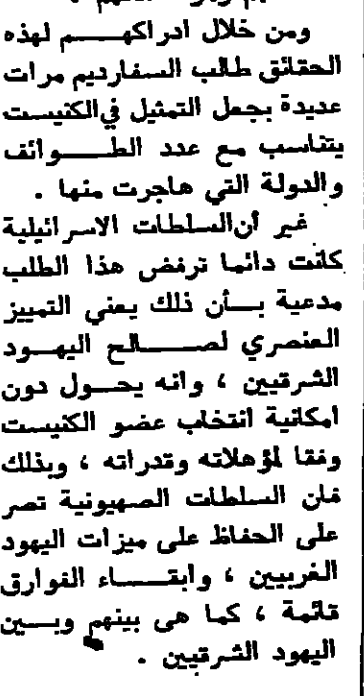 ومن خلال ادراكهم لهذه
الحقائق طالب السفارديم مرات
عديدة بجعل التمثيل في الكنيست
يتناسب مع عدد الطوائف
والدولة التي هاجرت منها .
غير أن السلطات الاسرائيلية
كانت دائما ترفض هذا الطلب
مدعية بأن ذلك يعني التمييز
العنصري لصالح اليهود
الشرقيين ، وانه يحول دون
امكانية انتخاب عضو الكنيست
وفقا لمؤهلاته وقدراته ، وبذلك
فان السلطات الصهيونية تصر
على الحفاظ على ميزات اليهود
الغربيين ، وابقاء الفوارق
قائمة ، كما هى بينهم وبين
اليهود الشرقيين .